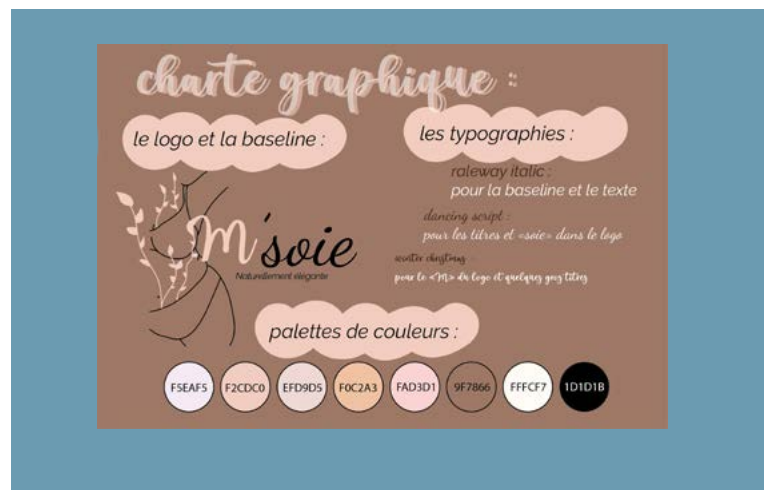 charte graphique :
le logo et la baseline :
les typographies :
raleway italic :
pour la baseline et le texte
dancing script :
pour les titres et «soie» dans le logo
winter christmas :
pour le «M» du logo et quelques gros titres
M'soie
Naturellement élégante
palettes de couleurs :
F5EAF5 F2CDC0 EFD9D5 F0C2A3 FAD3D1 9F7866 FFFCF7 1D1D1B